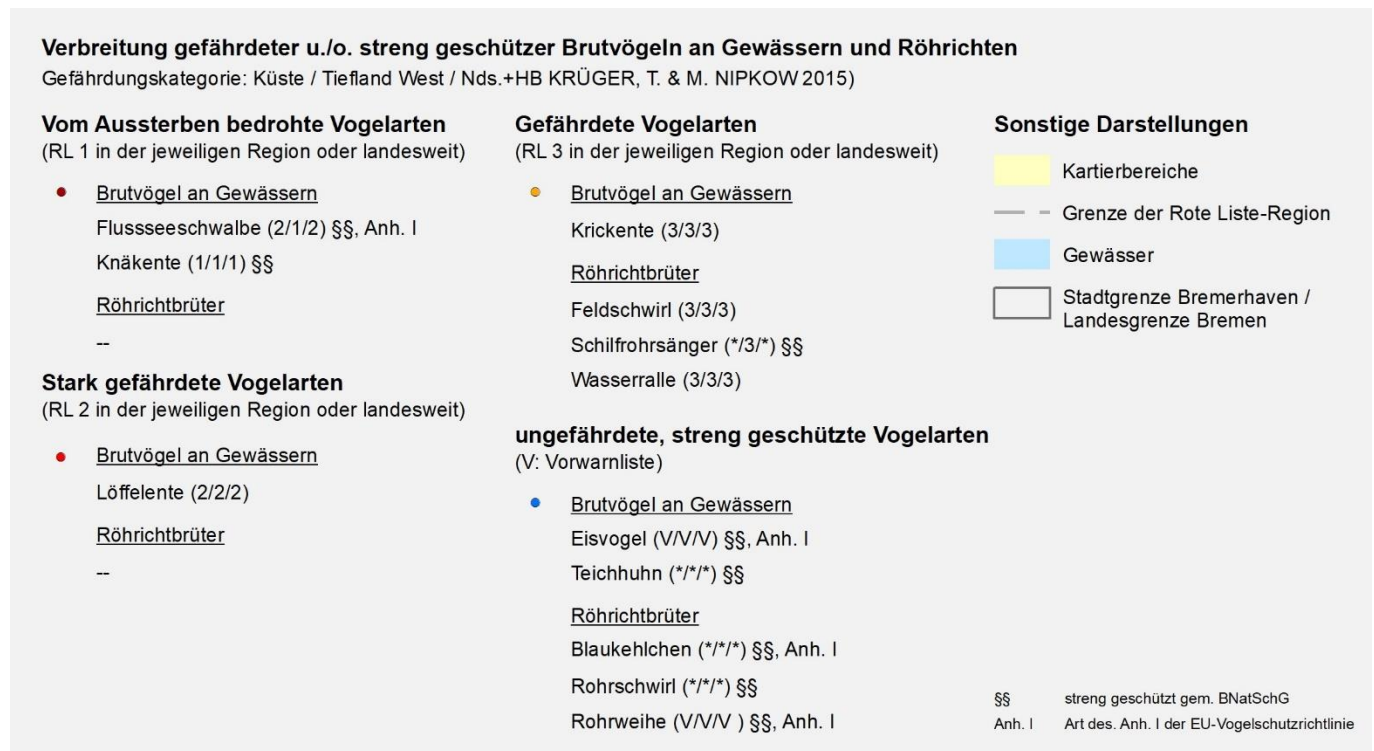 Verbreitung gefährdeter u./o. streng geschützer Brutvögeln an Gewässern und Röhrichten
Gefährdungskategorie: Küste / Tiefland West / Nds.+HB KRÜGER, T. & M. NIPKOW 2015)
Vom Aussterben bedrohte Vogelarten
(RL 1 in der jeweiligen Region oder landesweit)
Brutvögel an Gewässern
Flussseeschwalbe (2/1/2) §§, Anh. I
Knäkente (1/1/1) §§
Röhrichtbrüter
--
Stark gefährdete Vogelarten
(RL 2 in der jeweiligen Region oder landesweit)
Brutvögel an Gewässern
Löffelente (2/2/2)
Röhrichtbrüter
--
Gefährdete Vogelarten
(RL 3 in der jeweiligen Region oder landesweit)
Brutvögel an Gewässern
Krickente (3/3/3)
Röhrichtbrüter
Feldschwirl (3/3/3)
Schilfrohrsänger (*/3/*) §§
Wasserralle (3/3/3)
ungefährdete, streng geschützte Vogelarten
(V: Vorwarnliste)
Brutvögel an Gewässern
Eisvogel (V/V/V) §§, Anh. I
Teichhuhn (*/*/*) §§
Röhrichtbrüter
Blaukehlchen (*/*/*) §§, Anh. I
Rohrschwirl (*/*/*) §§
Rohrweihe (V/V/V ) §§, Anh. I
Sonstige Darstellungen
Kartierbereiche
Grenze der Rote Liste-Region
Gewässer
Stadtgrenze Bremerhaven /
Landesgrenze Bremen
§§ streng geschützt gem. BNatSchG
Anh. I Art des. Anh. I der EU-Vogelschutzrichtlinie